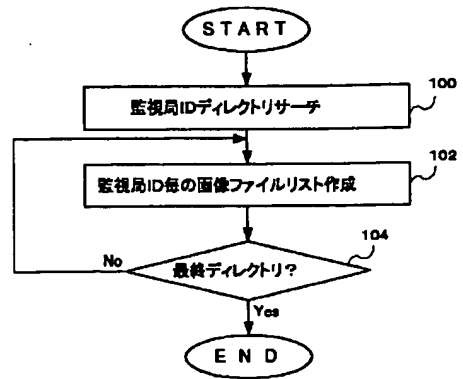 START
100
監視局IDディレクトリサーチ
102
監視局ID毎の画像ファイルリスト作成
104
最終ディレクトリ?
No
Yes
END